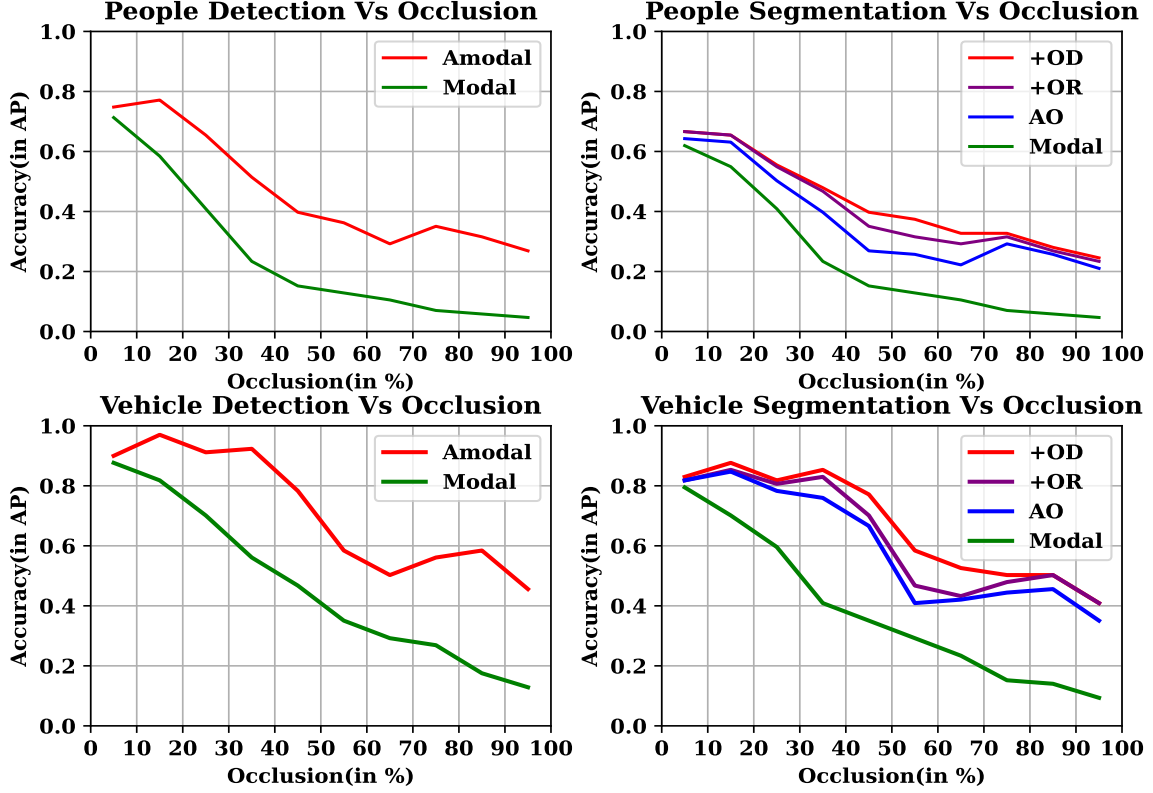 People Detection Vs Occlusion
Accuracy(in AP)
1.0
0.8
0.6
0.4
0.2
0.0
Amodal
Modal
0 10 20 30 40 50 60 70 80 90 100
Occlusion(in %)
People Segmentation Vs Occlusion
Accuracy(in AP)
1.0
0.8
0.6
0.4
0.2
0.0
+OD
+OR
AO
Modal
0 10 20 30 40 50 60 70 80 90 100
Occlusion(in %)
Vehicle Detection Vs Occlusion
Accuracy(in AP)
1.0
0.8
0.6
0.4
0.2
0.0
Amodal
Modal
0 10 20 30 40 50 60 70 80 90 100
Occlusion(in %)
Vehicle Segmentation Vs Occlusion
Accuracy(in AP)
1.0
0.8
0.6
0.4
0.2
0.0
+OD
+OR
AO
Modal
0 10 20 30 40 50 60 70 80 90 100
Occlusion(in %)